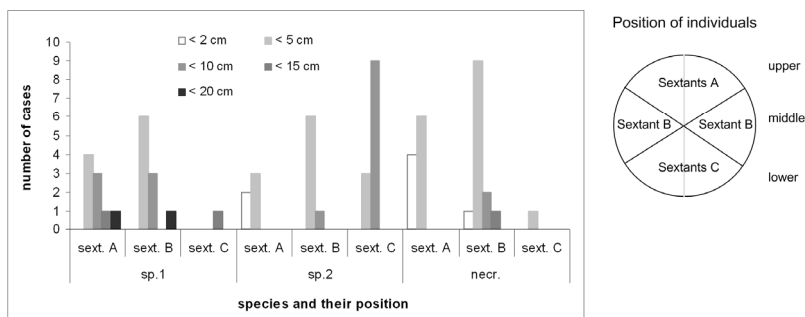 number of cases
10
9
8
7
6
5
4
3
2
1
0
< 2 cm
< 5 cm
< 10 cm
< 15 cm
< 20 cm
sext. A
sext. B
sext. C
sext. A
sext. B
sext. C
sext. A
sext. B
sext. C
sp.1
sp.2
necr.
species and their position
Position of individuals
upper
Sextants A
middle
Sextant B
Sextant B
Sextants C
lower